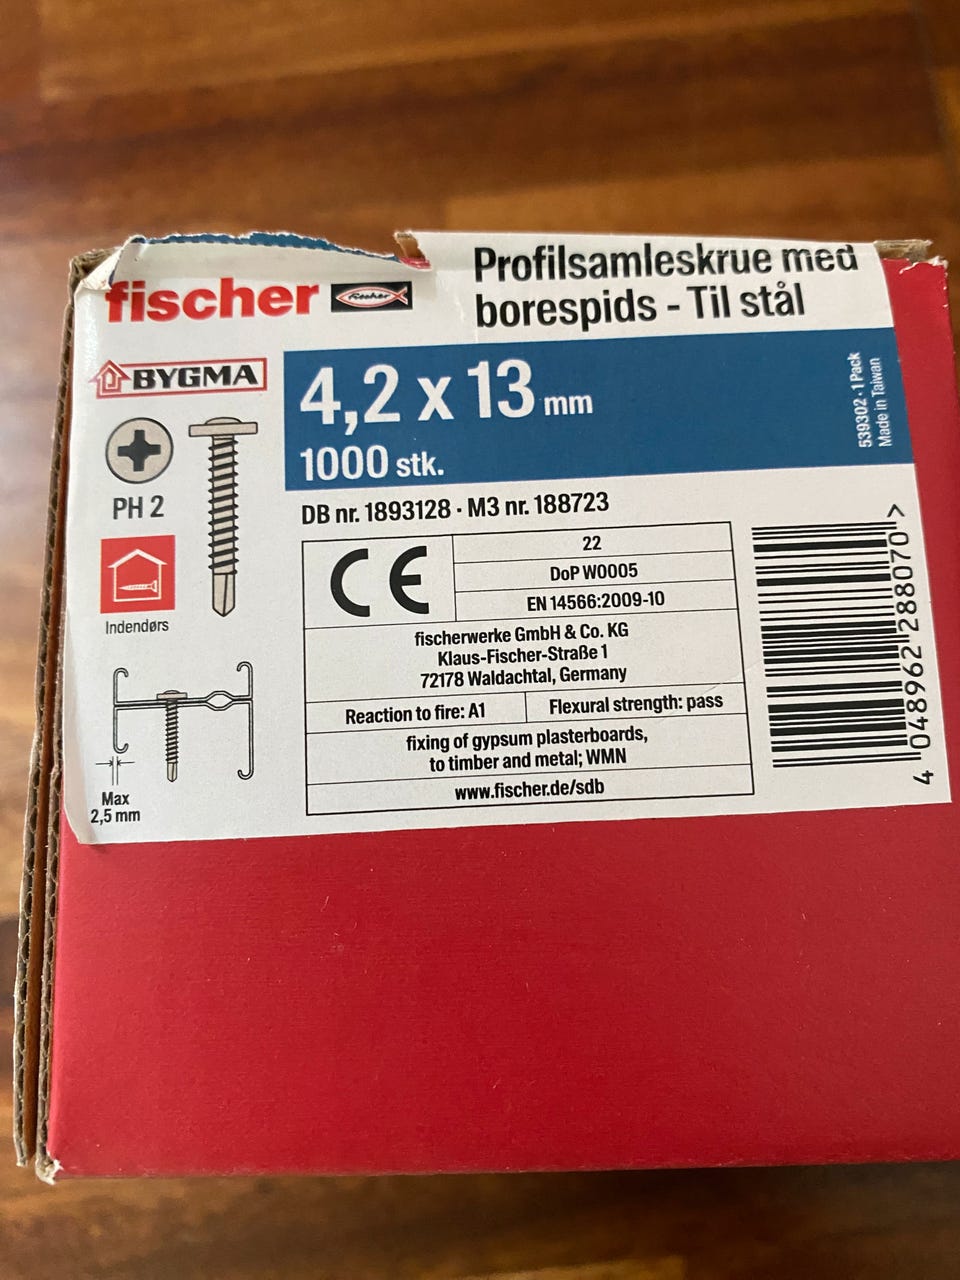 Profilsamleskrue med
borespids - Til stål
fischer fischer
BYGMA
4,2 x 13 mm
1000 stk.
539302 · 1 Pack
Made in Taiwan
PH 2
DB nr. 1893128 · M3 nr. 188723
Indendørs
CE
22
DoP W0005
EN 14566:2009-10
fischerwerke GmbH & Co. KG
Klaus-Fischer-Straße 1
72178 Waldachtal, Germany
Reaction to fire: A1
Flexural strength: pass
fixing of gypsum plasterboards,
to timber and metal; WMN
www.fischer.de/sdb
Max
2,5 mm
4 048962 288070 >